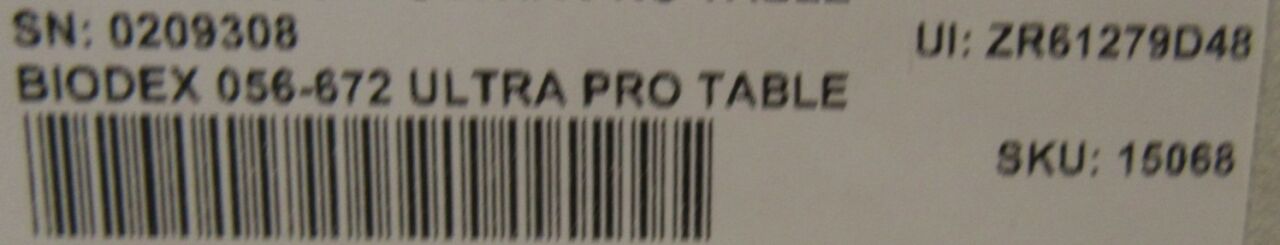 SN: 0209308
UI: ZR61279D48
BIODEX 056-672 ULTRA PRO TABLE
SKU: 15068